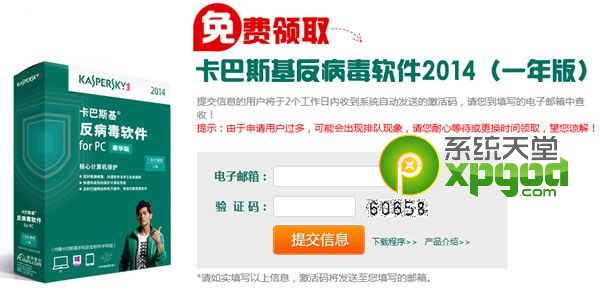 免费领取
卡巴斯基反病毒软件2014（一年版）
提交信息的用户将于2个工作日内收到系统自动发送的激活码，请您到填写的电子邮箱中查
收！
提示：由于申请用户过多，可能会出现排队现象，请您耐心等待或更换时间领取，望您谅解！
电子邮箱：
验 证 码：
60658
提交信息
下载程序>>
产品介绍>>
*请如实填写以上信息，激活码将发送至您填写的邮箱。
系统天堂
xpgod.com
KASPERSKY
2014
卡巴斯基
反病毒软件
for PC
核心计算机保护